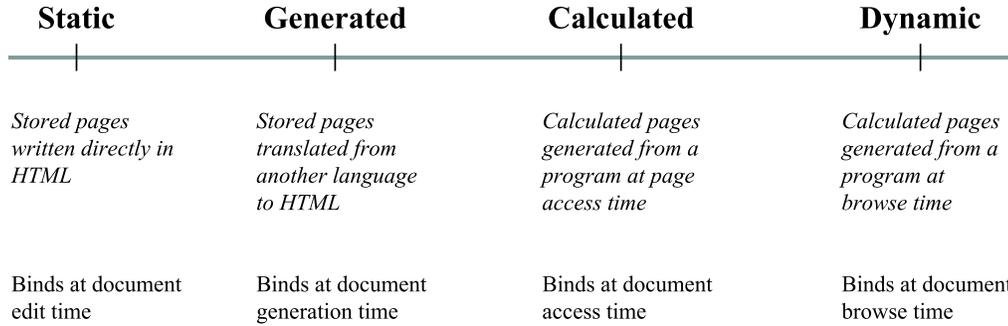 Static
Generated
Calculated
Dynamic
Stored pages
written directly in
HTML
Stored pages
translated from
another language
to HTML
Calculated pages
generated from a
program at page
access time
Calculated pages
generated from a
program at
browse time
Binds at document
edit time
Binds at document
generation time
Binds at document
access time
Binds at document
browse time